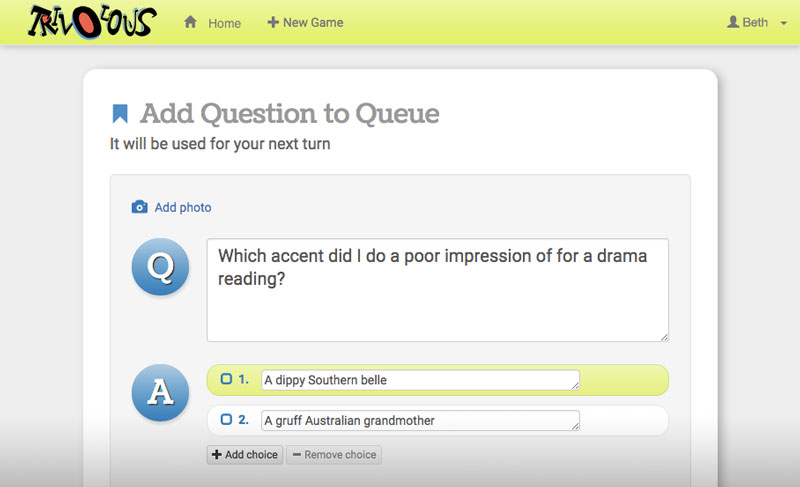 TRIVOLOUS
Home
New Game
Beth
Add Question to Queue
It will be used for your next turn
Add photo
Q
Which accent did I do a poor impression of for a drama
reading?
A
1. A dippy Southern belle
2. A gruff Australian grandmother
Add choice
Remove choice